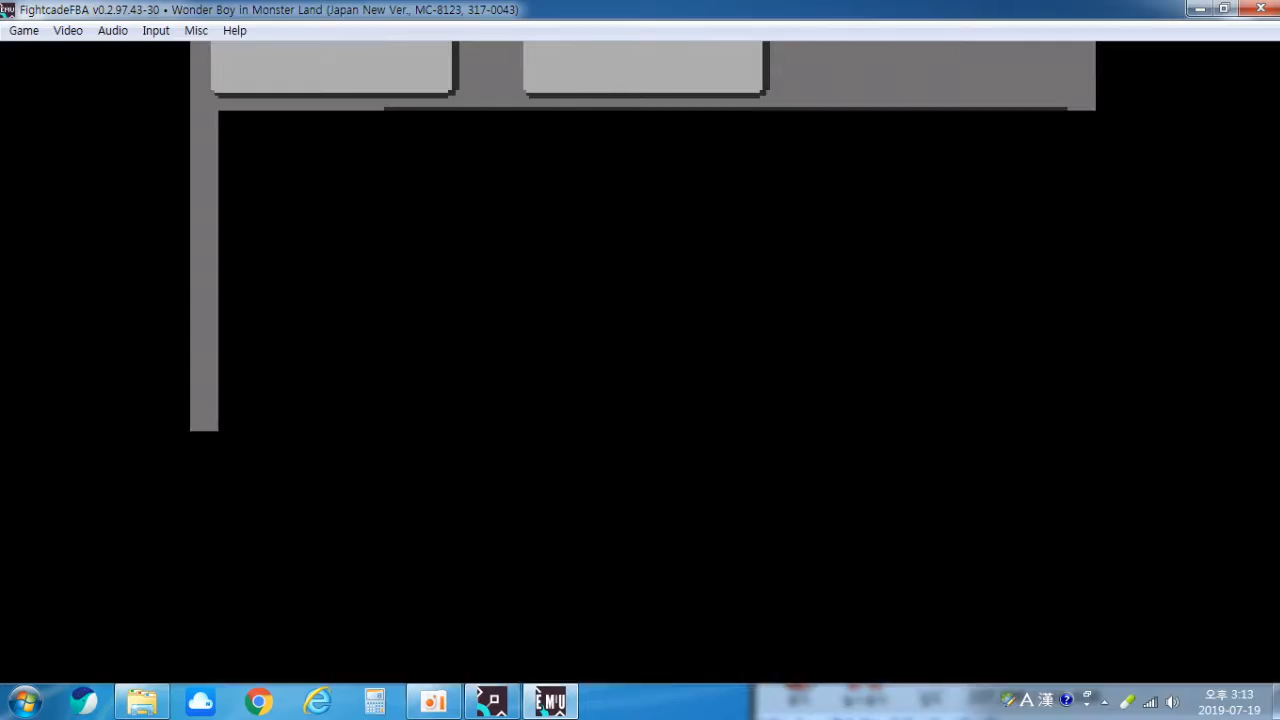 FightcadeFBA v0.2.97.43-30 • Wonder Boy in Monster Land (Japan New Ver., MC-8123, 317-0043)
Game Video Audio Input Misc Help
EMU
A 漢 ?
오후 3:13
2019-07-19